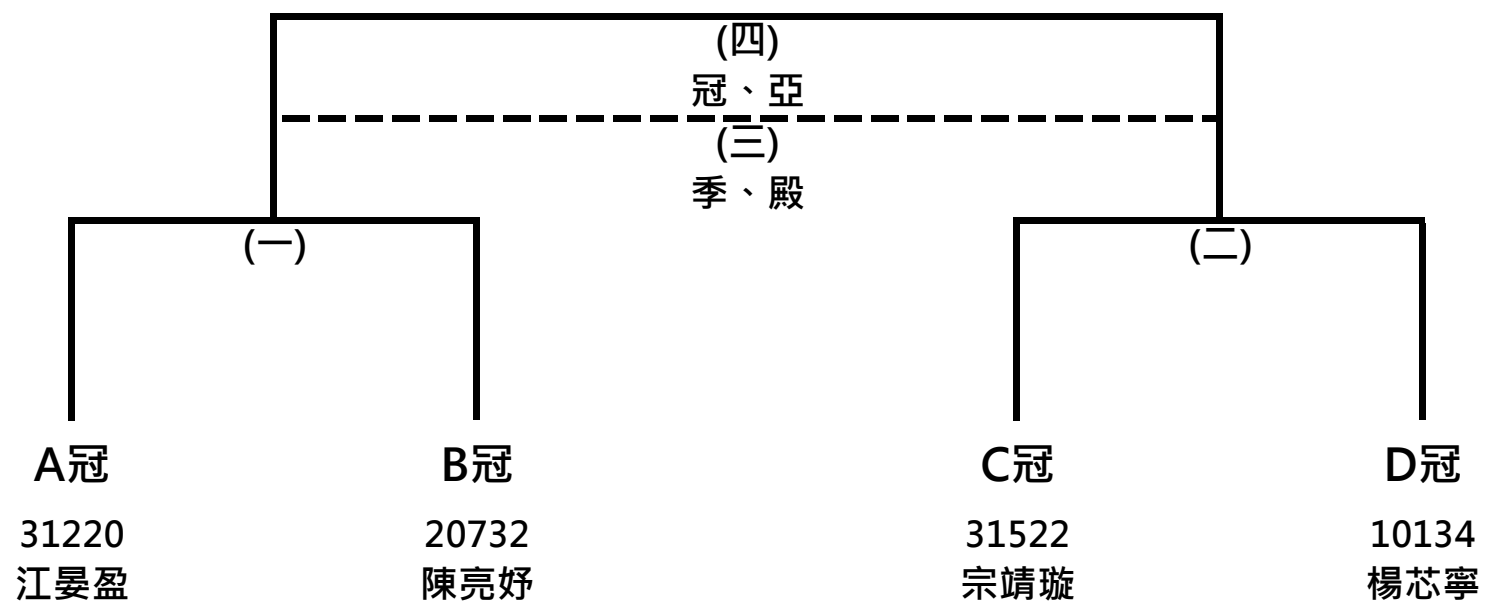 (四)
冠、亞
(三)
季、殿
(一) (二)
A冠 B冠 C冠 D冠
31220 20732 31522 10134
江晏盈 陳亮妤 宗靖璇 楊芯寧